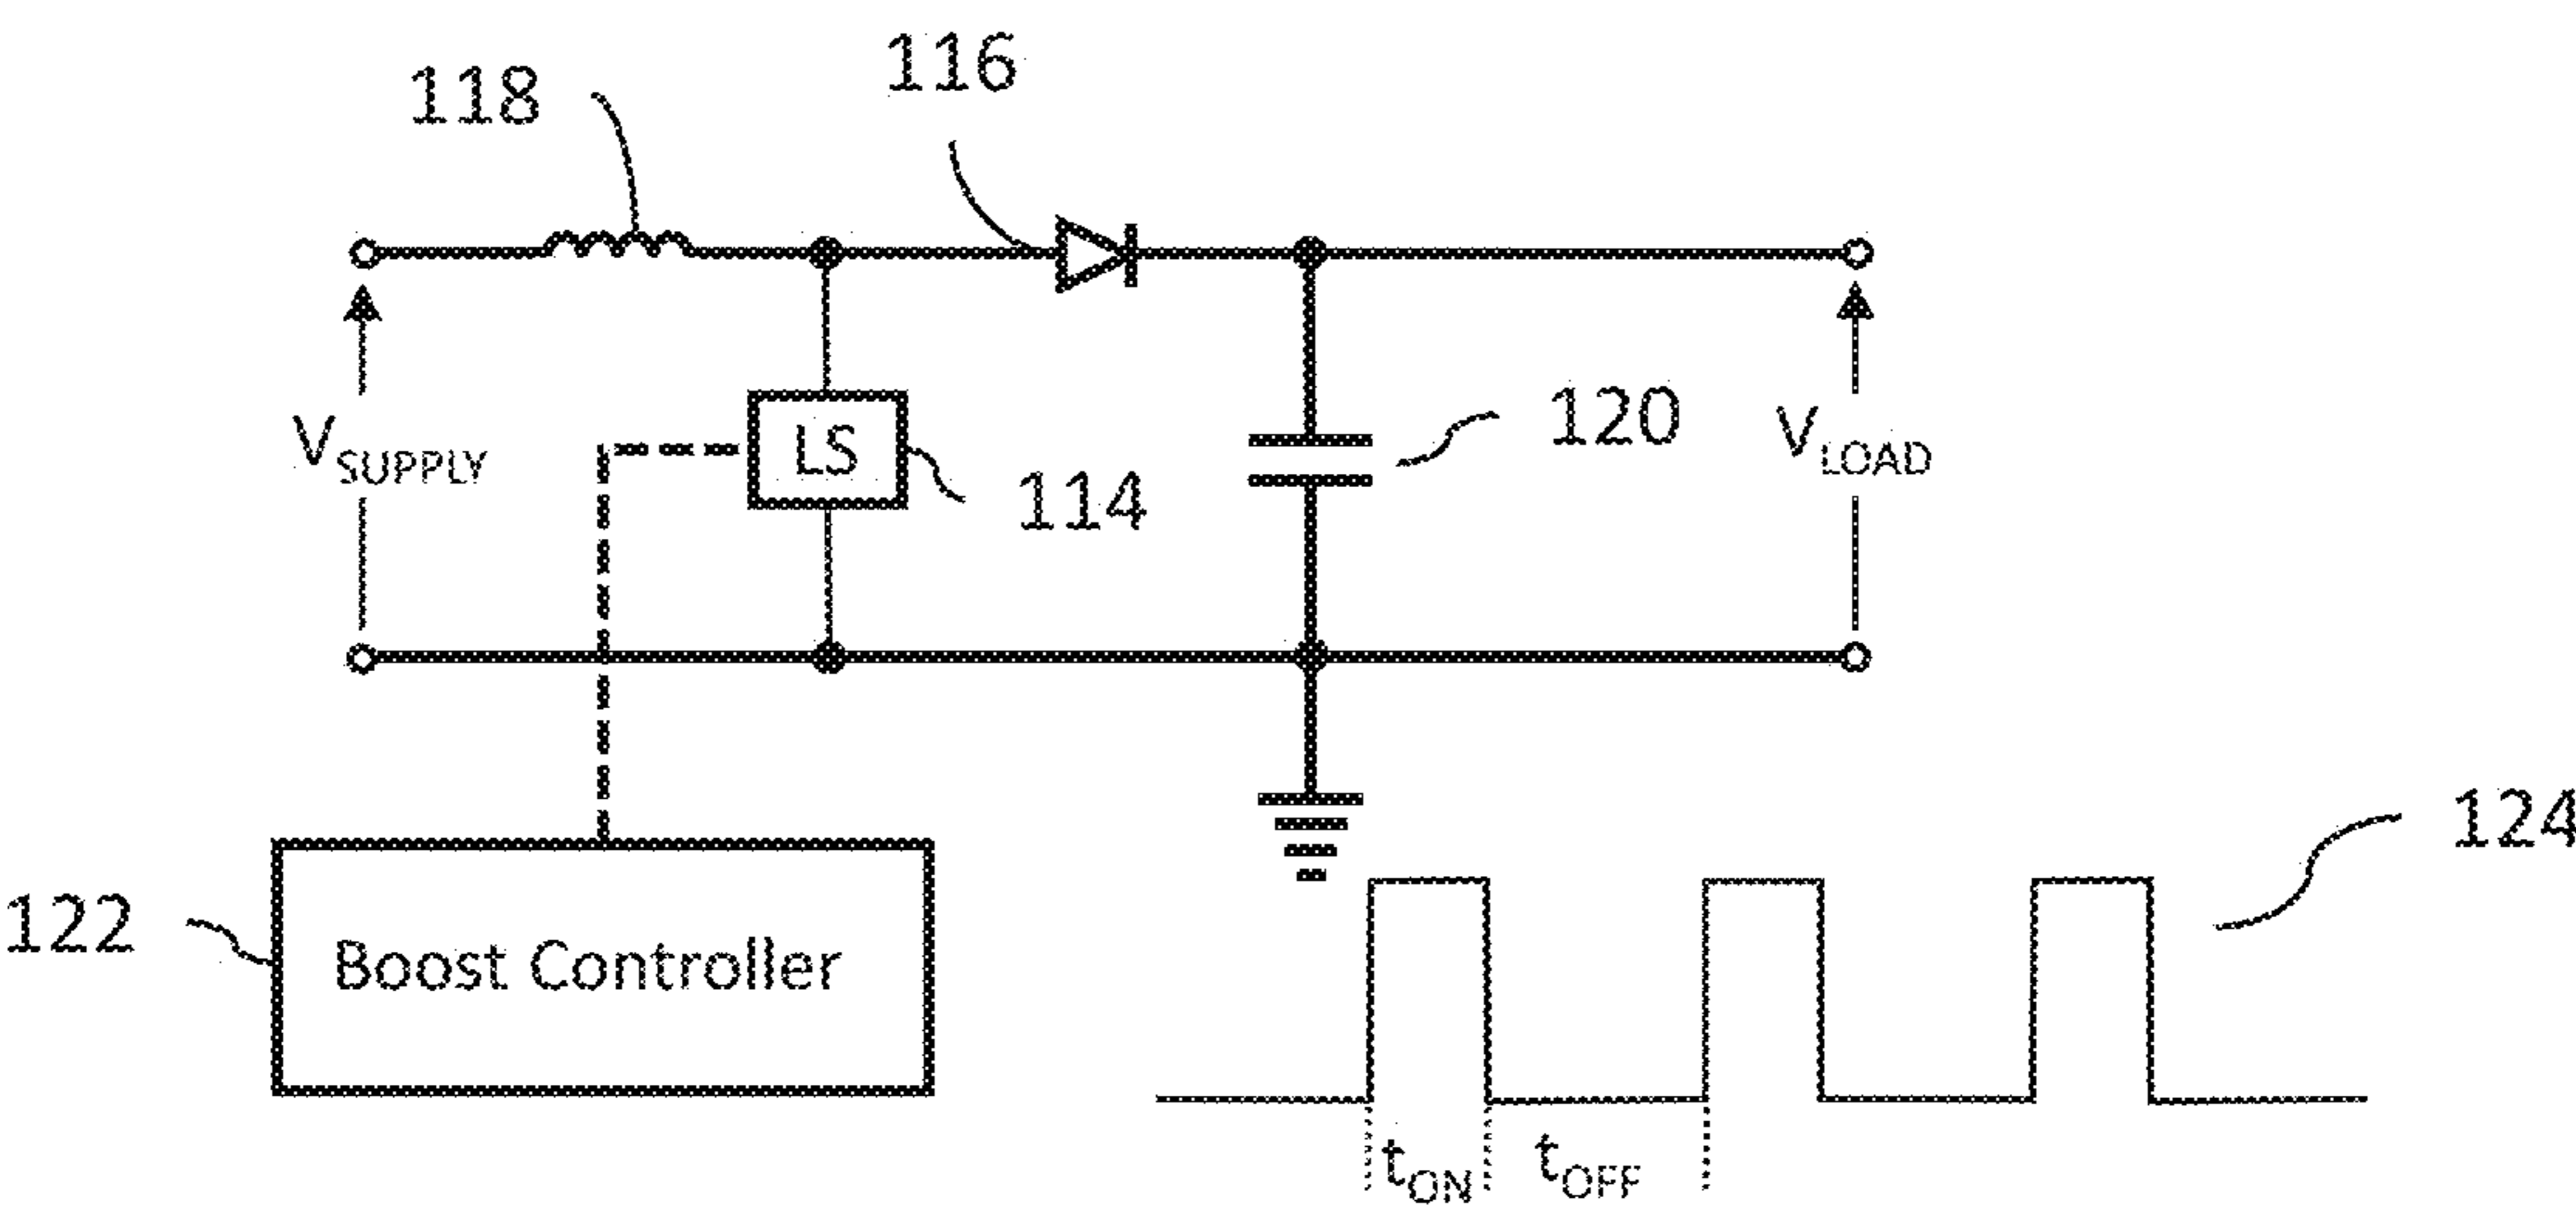 116
118
V_SUPPLY
LS
120
V_LOAD
114
124
122
Boost Controller
t_ON t_OFF